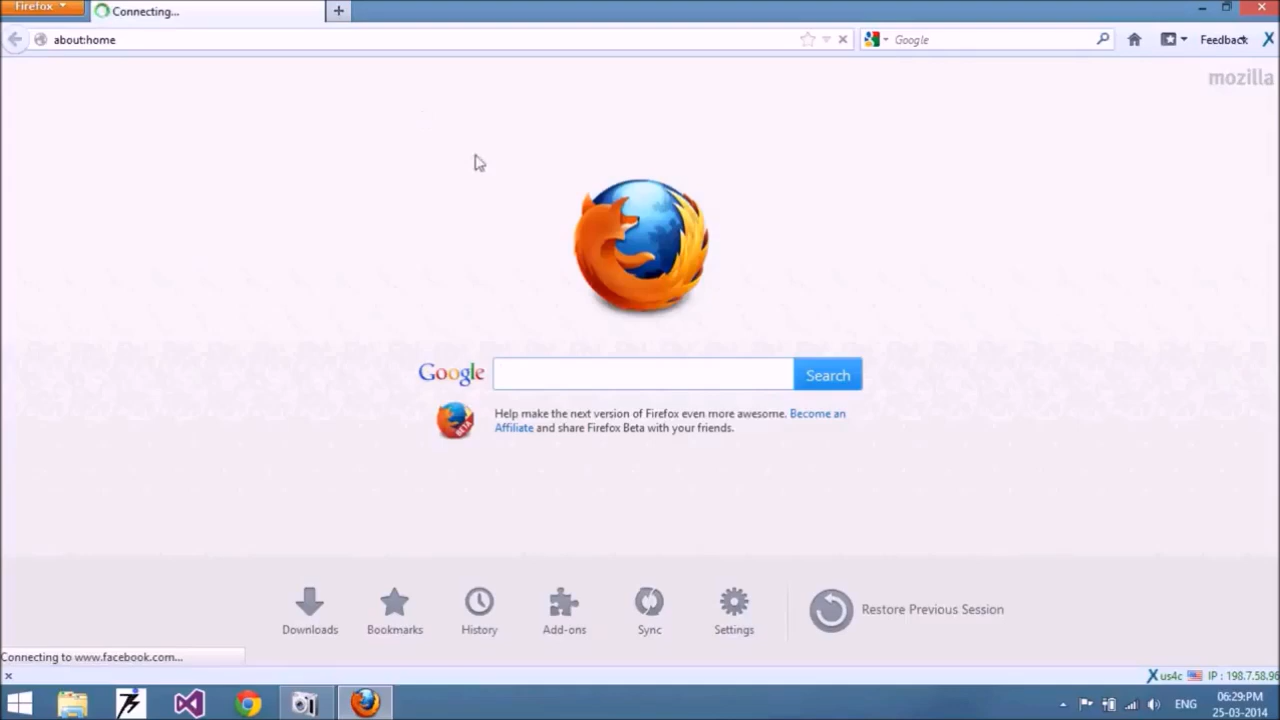 Firefox
Connecting...
about:home
Google
Feedback
mozilla
Google
Search
BETA
Help make the next version of Firefox even more awesome. Become an
Affiliate and share Firefox Beta with your friends.
Downloads
Bookmarks
History
Add-ons
Sync
Settings
Restore Previous Session
Connecting to www.facebook.com...
us4c IP : 198.7.58.96
ENG
06:29:PM
25-03-2014